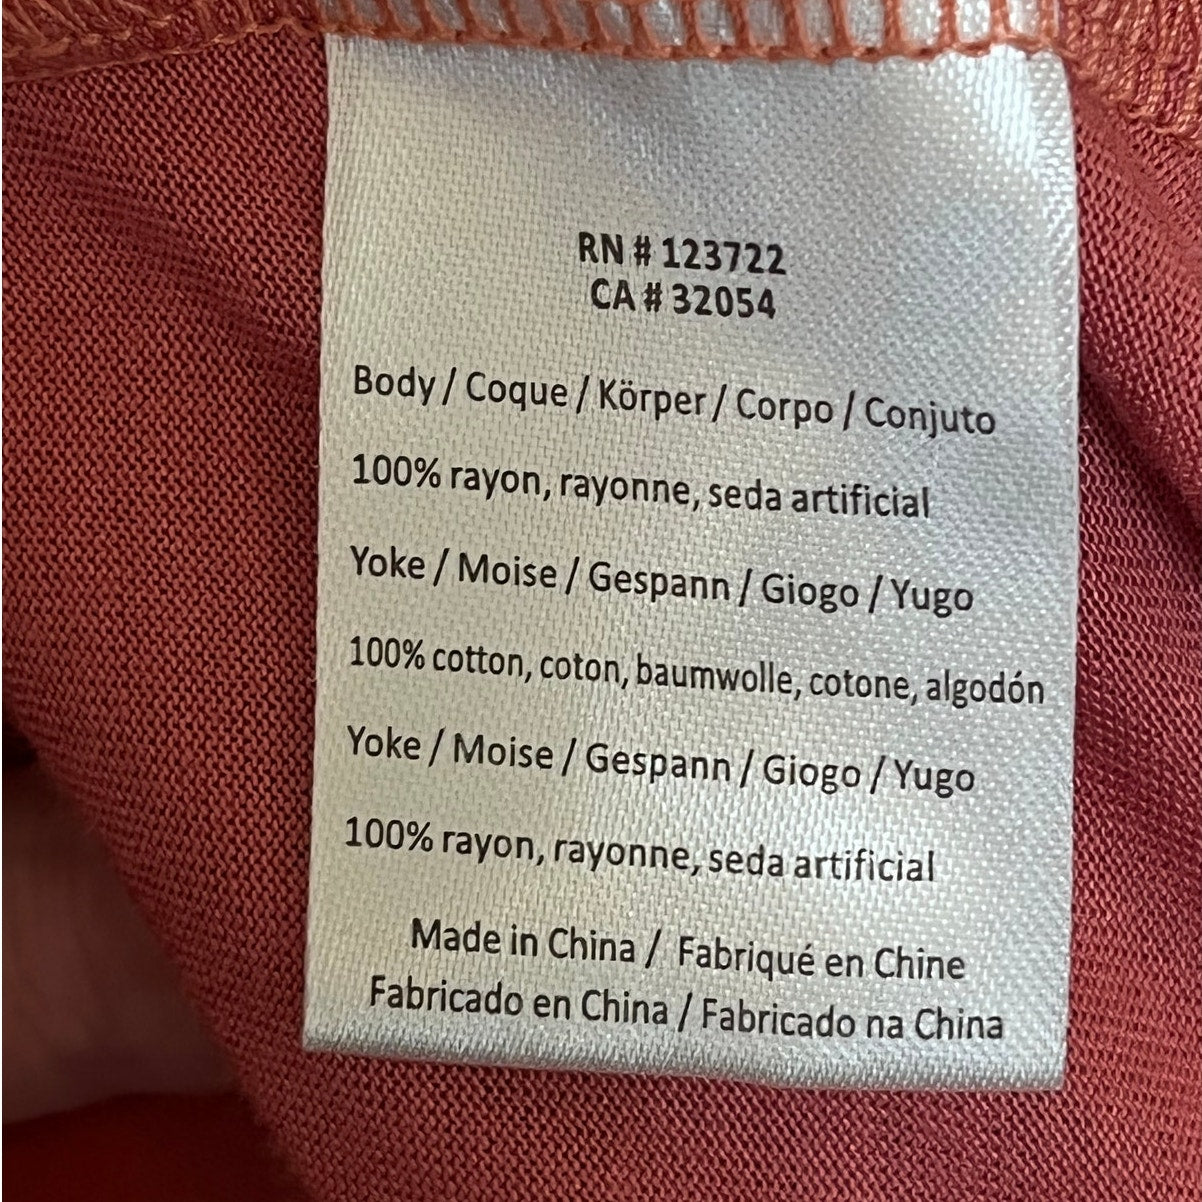 RN # 123722
CA # 32054
Body / Coque / Körper / Corpo / Conjuto
100% rayon, rayonne, seda artificial
Yoke / Moise / Gespann / Giogo / Yugo
100% cotton, coton, baumwolle, cotone, algodón
Yoke / Moise / Gespann / Giogo / Yugo
100% rayon, rayonne, seda artificial
Made in China / Fabriqué en Chine
Fabricado en China / Fabricado na China